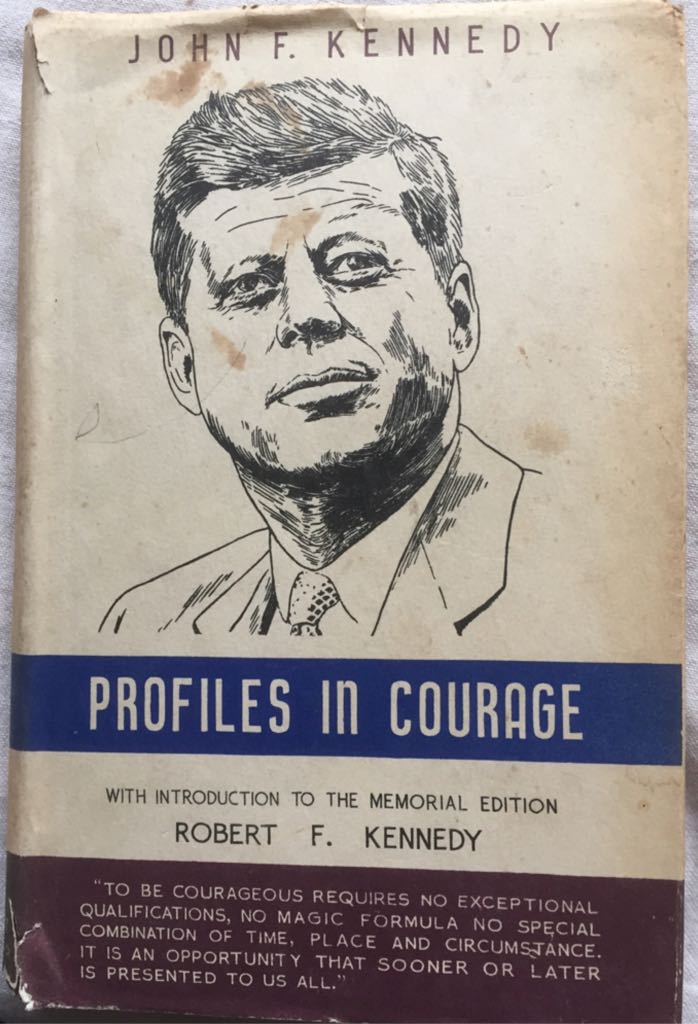 JOHN F. KENNEDY
PROFILES IN COURAGE
WITH INTRODUCTION TO THE MEMORIAL EDITION
ROBERT F. KENNEDY
"TO BE COURAGEOUS REQUIRES NO EXCEPTIONAL
QUALIFICATIONS, NO MAGIC FORMULA NO SPECIAL
COMBINATION OF TIME, PLACE AND CIRCUMSTANCE.
IT IS AN OPPORTUNITY THAT SOONER OR LATER
IS PRESENTED TO US ALL."